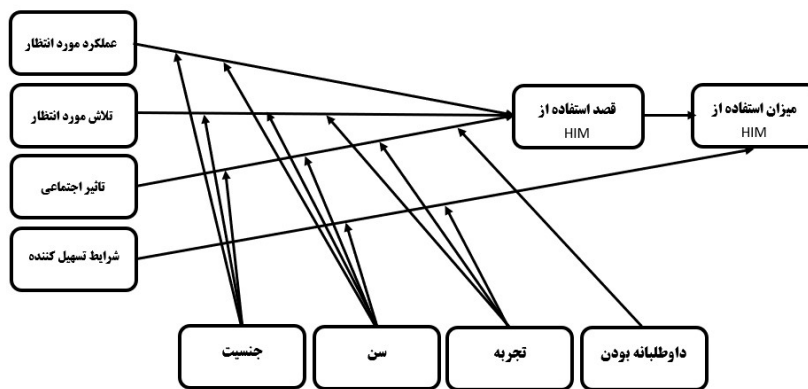 عملکرد مورد انتظار
تلاش مورد انتظار
تاثیر اجتماعی
شرایط تسهیل کننده
قصد استفاده از
HIM
میزان استفاده از
HIM
جنسیت
سن
تجربه
داوطلبانه بودن